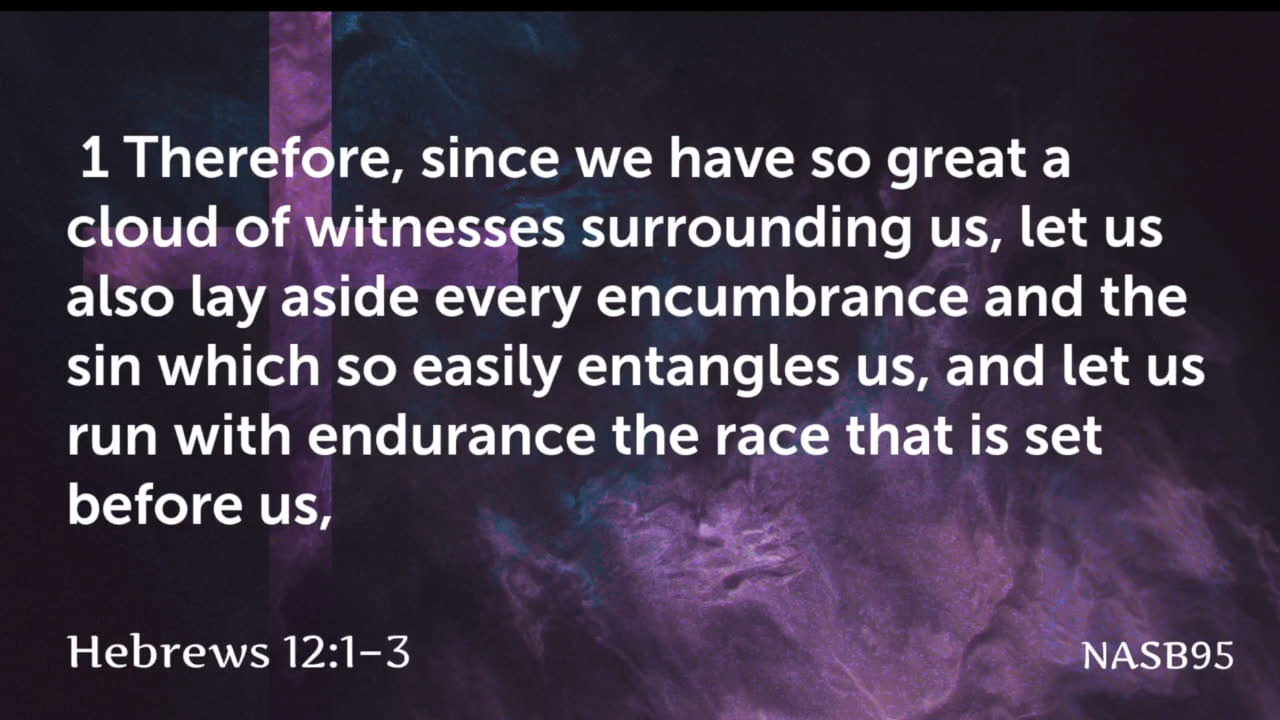 1 Therefore, since we have so great a
cloud of witnesses surrounding us, let us
also lay aside every encumbrance and the
sin which so easily entangles us, and let us
run with endurance the race that is set
before us,
Hebrews 12:1–3
NASB95